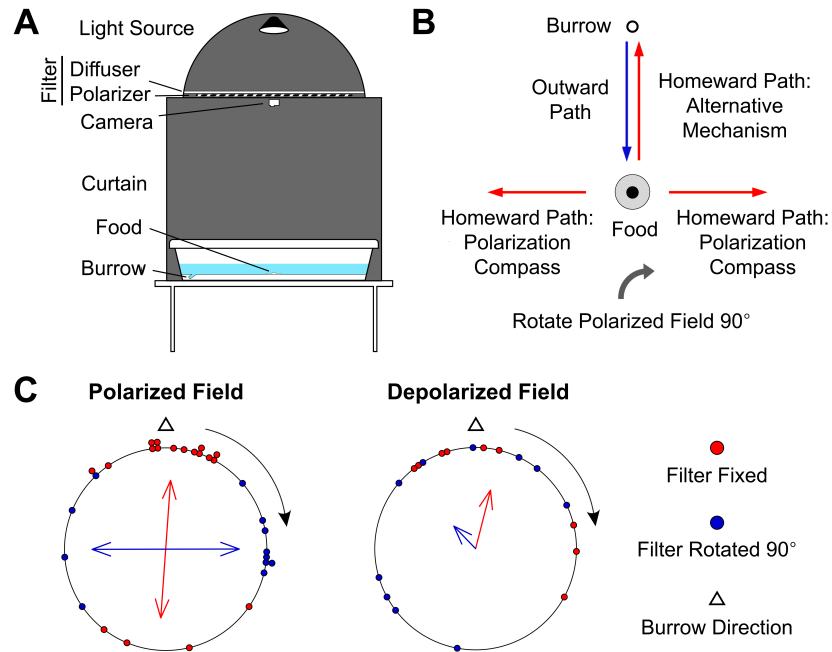 A
Light Source
Filter
Diffuser
Polarizer
Camera
Curtain
Food
Burrow
B
Burrow
Outward
Path
Homeward Path:
Alternative
Mechanism
Homeward Path:
Polarization
Compass
Food
Homeward Path:
Polarization
Compass
Rotate Polarized Field 90°
C
Polarized Field
Depolarized Field
Filter Fixed
Filter Rotated 90°
Burrow Direction